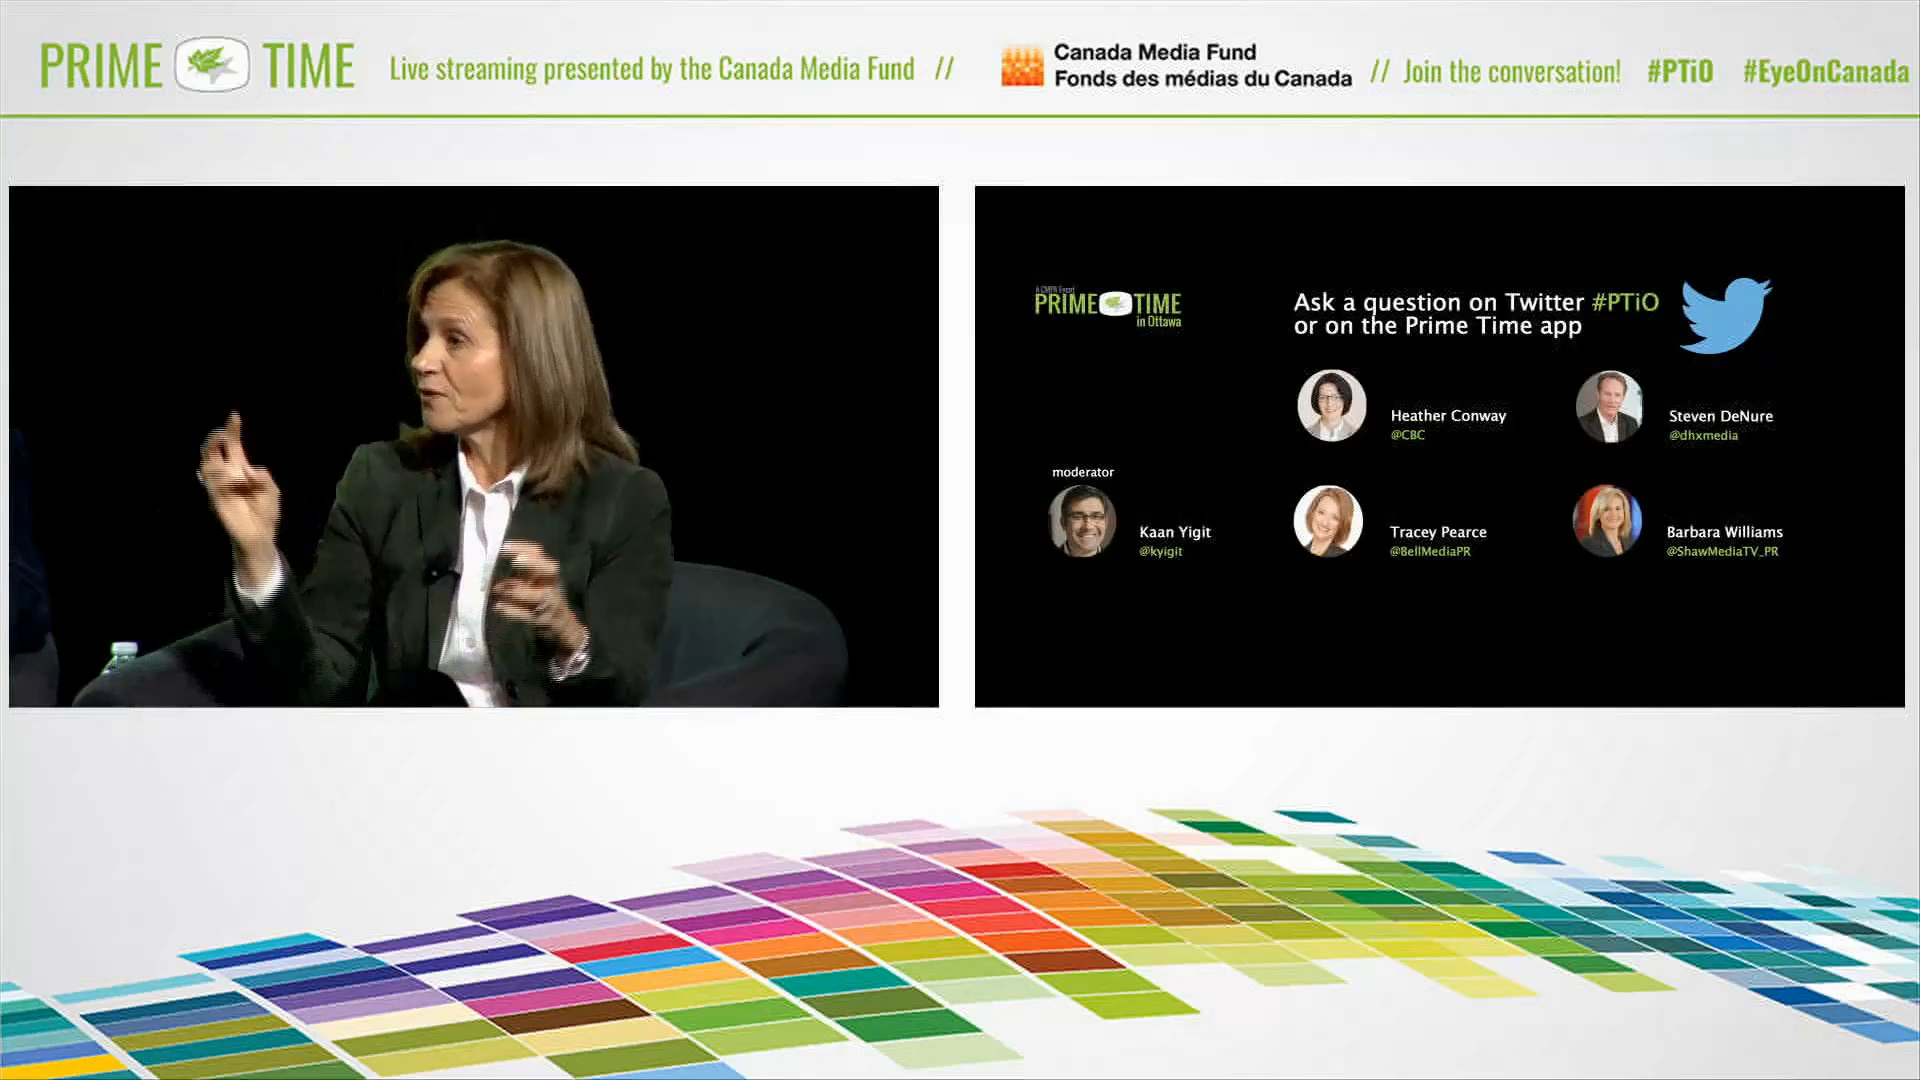 PRIME TIME
Live streaming presented by the Canada Media Fund //
Canada Media Fund
Fonds des médias du Canada
// Join the conversation! #PTiO #EyeOnCanada
A CMPA Event
PRIME TIME
in Ottawa
Ask a question on Twitter #PTiO
or on the Prime Time app
Heather Conway
@CBC
Steven DeNure
@dhxmedia
moderator
Kaan Yigit
@kyigit
Tracey Pearce
@BellMediaPR
Barbara Williams
@ShawMediaTV_PR